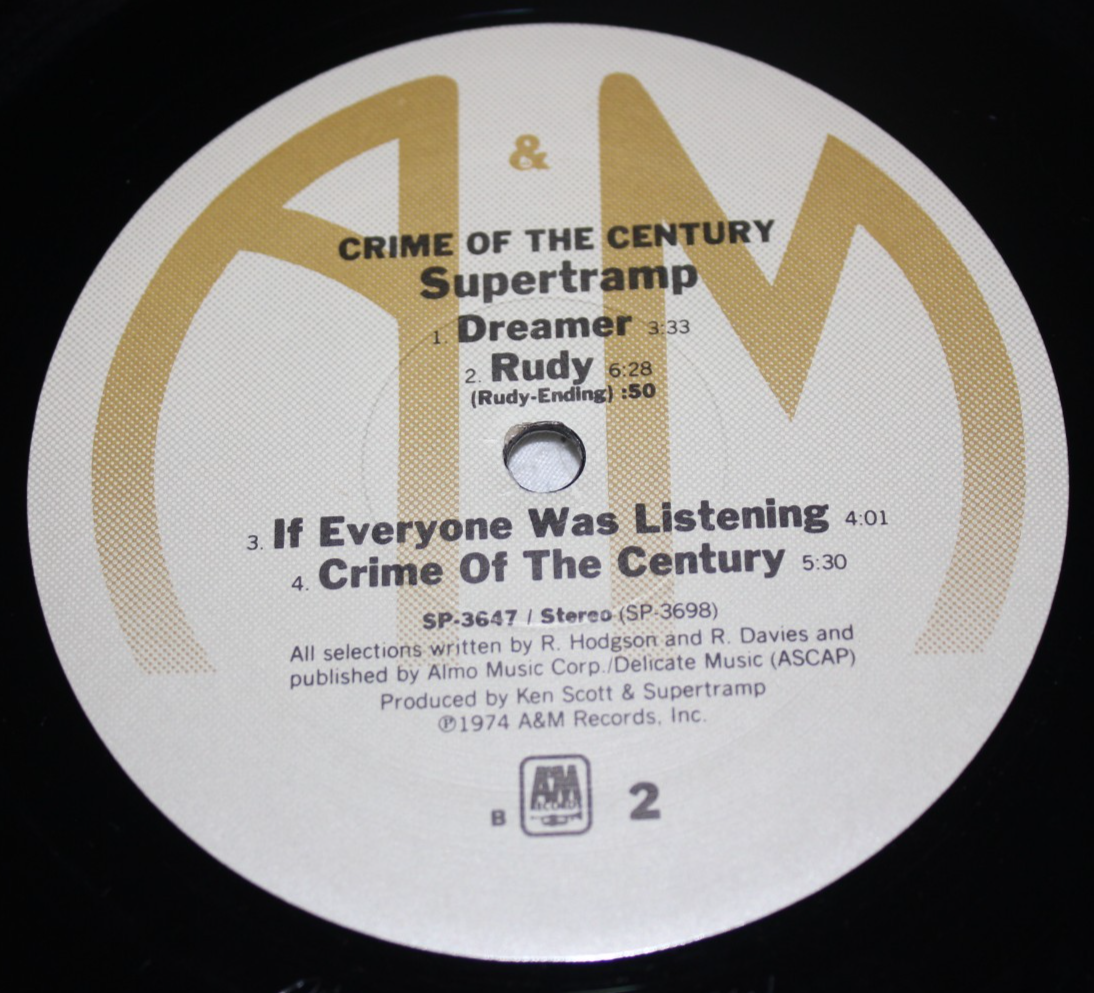 A & M
CRIME OF THE CENTURY
Supertramp
1. Dreamer 3:33
2. Rudy 6:28
(Rudy-Ending) :50
3. If Everyone Was Listening 4:01
4. Crime Of The Century 5:30
SP-3647 / Stereo (SP-3698)
All selections written by R. Hodgson and R. Davies and
published by Almo Music Corp./Delicate Music (ASCAP)
Produced by Ken Scott & Supertramp
℗1974 A&M Records, Inc.
B A&M RECORDS 2